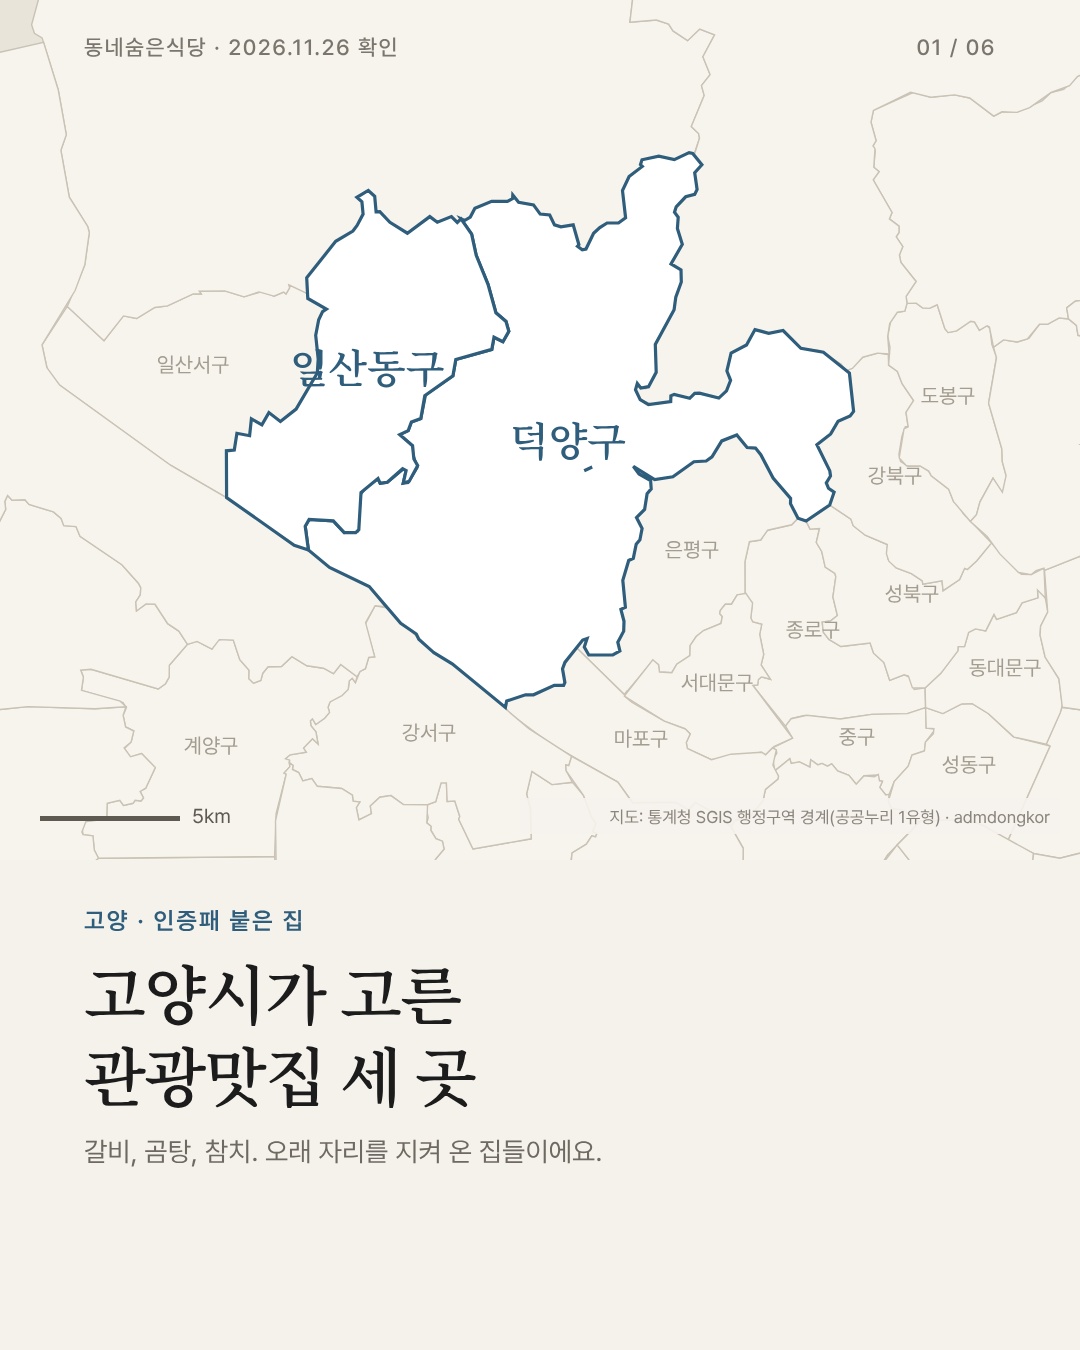 동네숨은식당 · 2026.11.26 확인
01 / 06
일산서구
일산동구
덕양구
도봉구
강북구
은평구
성북구
종로구
동대문구
서대문구
강서구
마포구
중구
계양구
성동구
5km
지도: 통계청 SGIS 행정구역 경계(공공누리 1유형) · admdongkor
고양 · 인증패 붙은 집
고양시가 고른
관광맛집 세 곳
갈비, 곰탕, 참치. 오래 자리를 지켜 온 집들이에요.